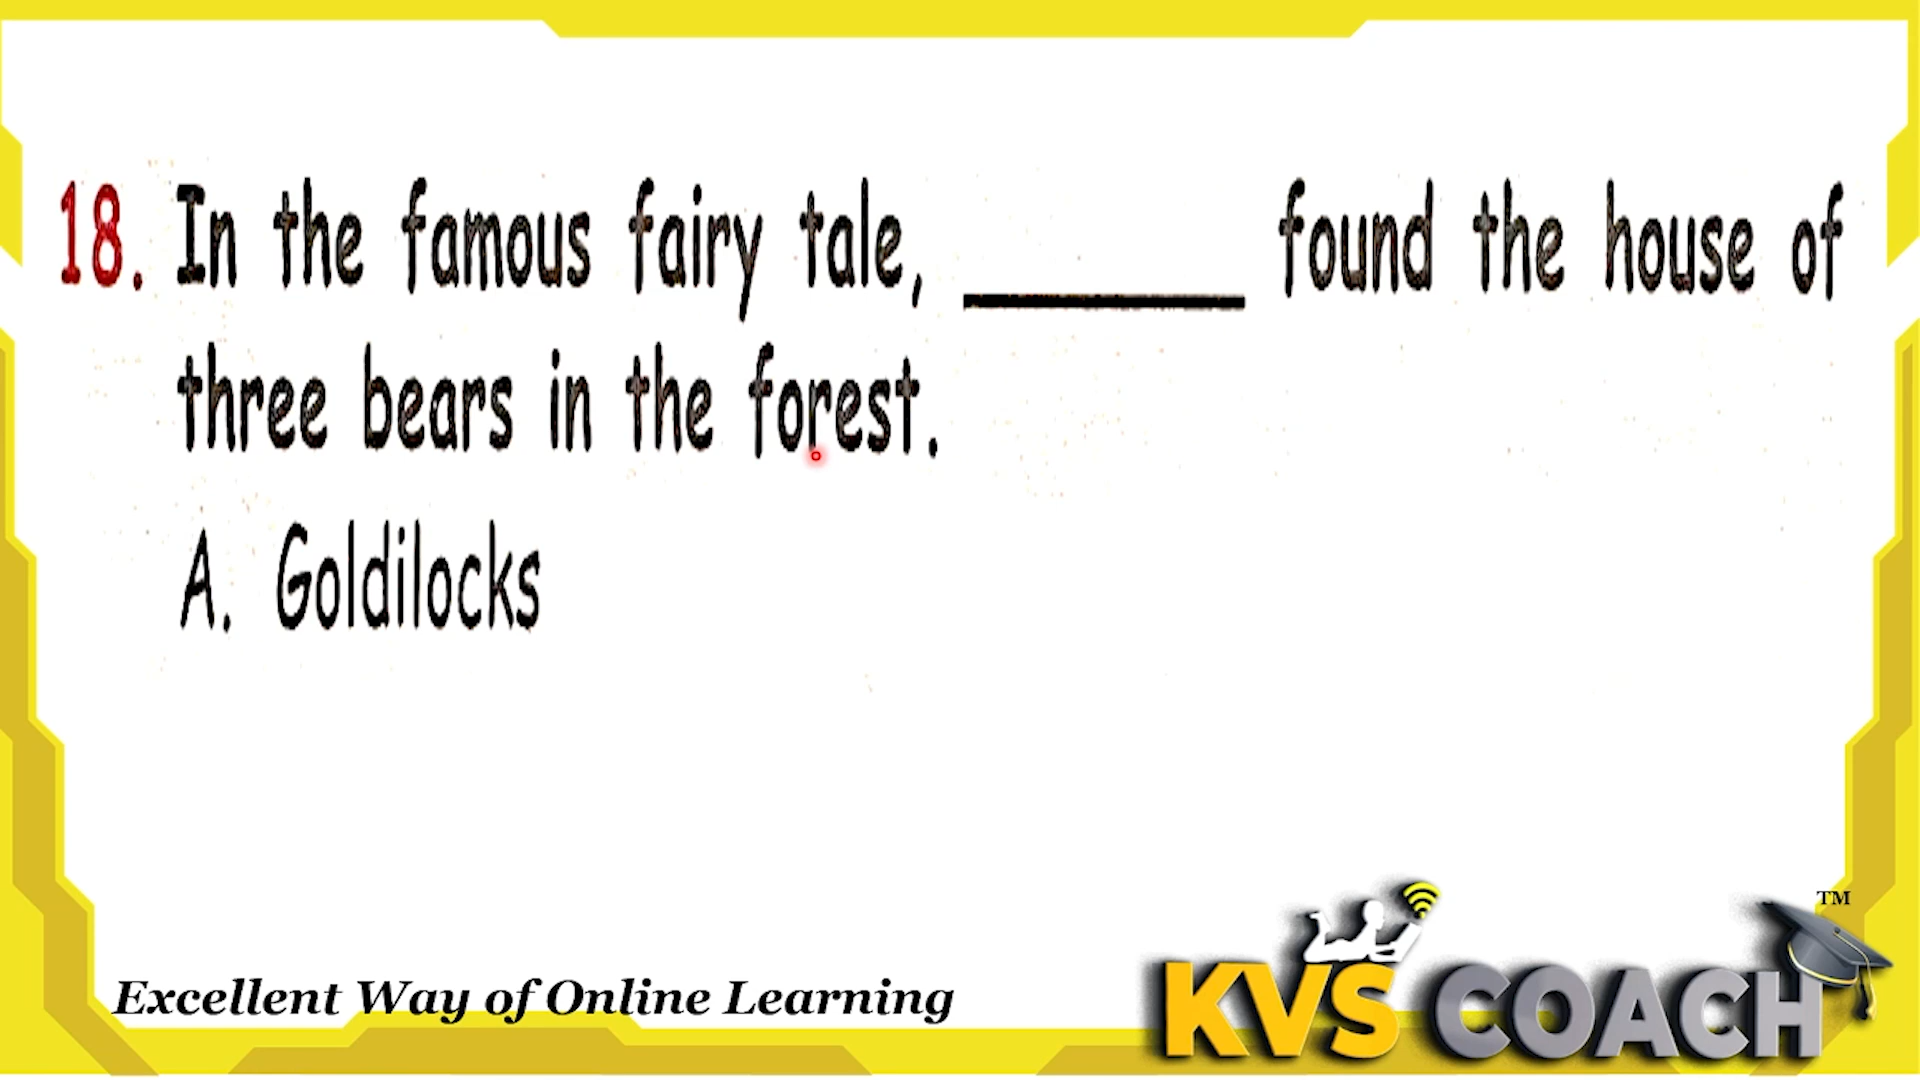 18. In the famous fairy tale, ________ found the house of
three bears in the forest.
A. Goldilocks
Excellent Way of Online Learning
KVS COACH TM